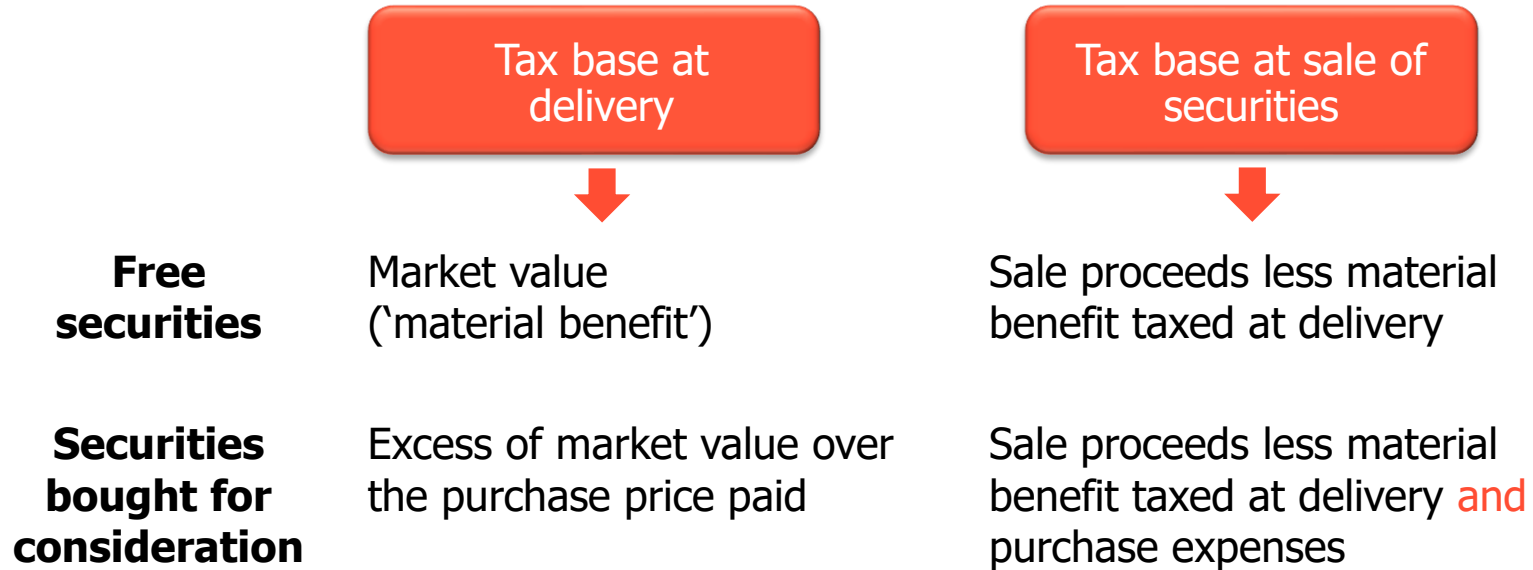 Tax base at
delivery
Tax base at sale of
securities
Free
securities
Market value
(‘material benefit’)
Sale proceeds less material
benefit taxed at delivery
Securities
bought for
consideration
Excess of market value over
the purchase price paid
Sale proceeds less material
benefit taxed at delivery and
purchase expenses